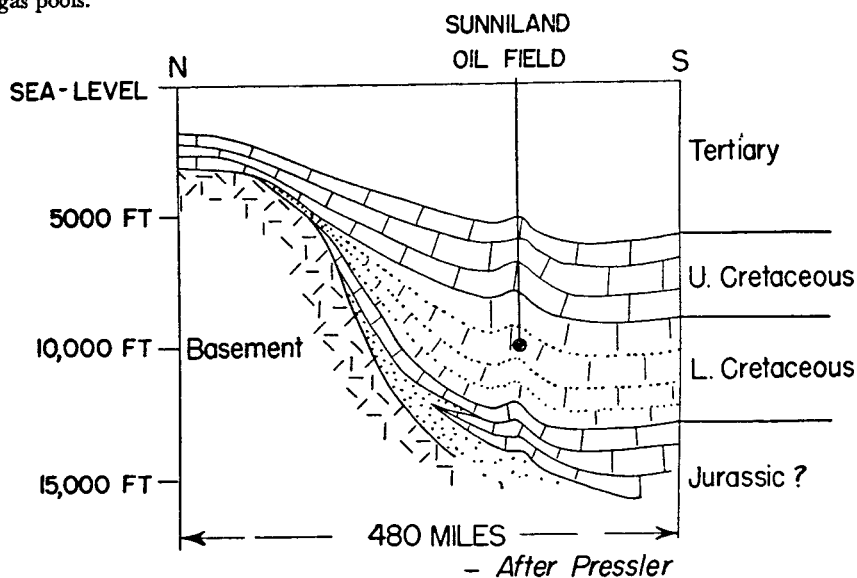 gas pools.
SUNNILAND
OIL FIELD
N
S
SEA-LEVEL
Tertiary
5000 FT
U. Cretaceous
10,000 FT
Basement
L. Cretaceous
15,000 FT
Jurassic ?
480 MILES
- After Pressler